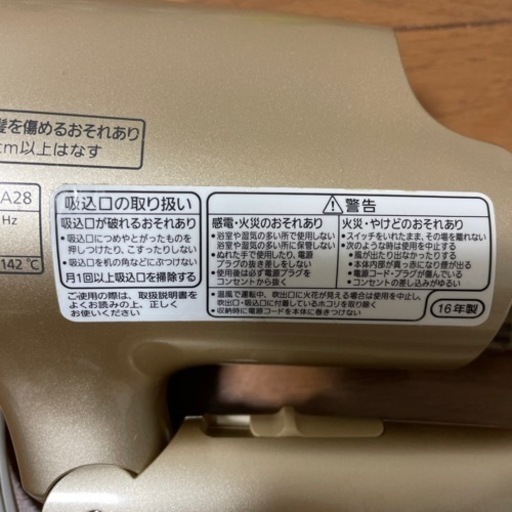 髪を傷めるおそれあり
cm以上はなす
A28
Hz
142℃
吸込口の取り扱い
吸込口が破れるおそれあり
・吸込口につめやとがったものを
押しつけたり、こすったりしない
・吸込口を机の角などにぶつけない
月1回以上吸込口を掃除する
ご使用の際は、取扱説明書を
よくお読みの上、正しく
お使いください
⚠警告
感電・火災のおそれあり
・浴室や湿気の多い所で使用しない
・浴室や湿気の多い所に保管しない
・ぬれた手で使用したり、電源
プラグの抜き差しをしない
・使用後は必ず電源プラグを
コンセントから抜く
火災・やけどのおそれあり
・スイッチをいれたまま、その場を離れない
・次のような時は使用を中止する
・風が出たり出なかったりする
・本体内部が真っ赤になり煙が出る
・電源コード・プラグが傷んでいる
・コンセントの差し込みがゆるい
・温風で運転中、吹出口に火花が見える場合は使用を中止し、
吹出口・吸込口に付着しているホコリを取り除く
・収納時に電源コードを本体に巻きつけない
16年製